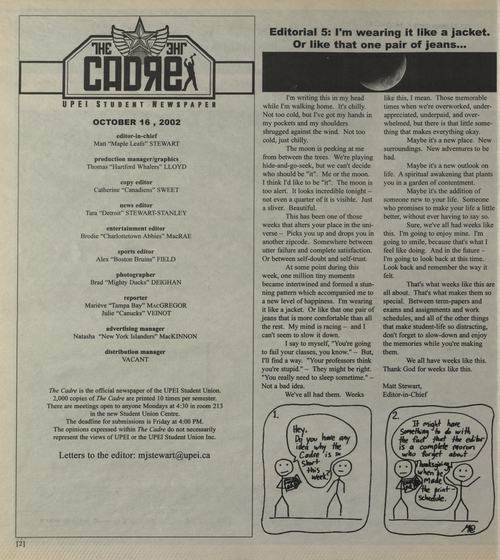 THE THE
CADRE
UPEI STUDENT NEWSPAPER
OCTOBER 16 , 2002
editor-in-chief
Matt "Maple Leafs" STEWART
production manager/graphics
Thomas "Hartford Whalers" LLOYD
copy editor
Catherine "Canadiens" SWEET
news editor
Tara "Detroit" STEWART-STANLEY
entertainment editor
Brodie "Charlottetown Abbies" MacRAE
sports editor
Alex "Boston Bruins" FIELD
photographer
Brad "Mighty Ducks" DEIGHAN
reporter
Mariève "Tampa Bay" MacGREGOR
Julie "Canucks" VEINOT
advertising manager
Natasha "New York Islanders" MacKINNON
distribution manager
VACANT
The Cadre is the official newspaper of the UPEI Student Union.
2,000 copies of The Cadre are printed 10 times per semester.
There are meetings open to anyone Mondays at 4:30 in room 213
in the new Student Union Centre.
The deadline for submissions is Friday at 4:00 PM.
The opinions expressed within The Cadre do not necessarily
represent the views of UPEI or the UPEI Student Union Inc.
Letters to the editor: mjstewart@upei.ca
[2]
Editorial 5: I'm wearing it like a jacket.
Or like that one pair of jeans...
I'm writing this in my head
while I'm walking home. It's chilly.
Not too cold, but I've got my hands in
my pockets and my shoulders
shrugged against the wind. Not too
cold, just chilly.
The moon is peeking at me
from between the trees. We're playing
hide-and-go-seek, but we can't decide
who should be "it". Me or the moon.
I think I'd like to be "it". The moon is
too alert. It looks incredible tonight –
not even a quarter of it is visible. Just
a sliver. Beautiful.
This has been one of those
weeks that alters your place in the uni-
verse – Picks you up and drops you in
another zipcode. Somewhere between
utter failure and complete satisfaction.
Or between self-doubt and self-trust.
At some point during this
week, one million tiny moments
became intertwined and formed a stun-
ning pattern which accompanied me to
a new level of happiness. I'm wearing
it like a jacket. Or like that one pair of
jeans that is more comfortable than all
the rest. My mind is racing – and I
can't seem to slow it down.
I say to myself, "You're going
to fail your classes, you know." – But,
I'll find a way. "Your professors think
you're stupid." – They might be right.
"You really need to sleep sometime." –
Not a bad idea.
We've all had them. Weeks
like this, I mean. Those memorable
times when we're overworked, under-
appreciated, underpaid, and over-
whelmed, but there is that little some-
thing that makes everything okay.
Maybe it's a new place. New
surroundings. New adventures to be
had.
Maybe it's a new outlook on
life. A spiritual awakening that plants
you in a garden of contentment.
Maybe it's the addition of
someone new to your life. Someone
who promises to make your life a little
better, without ever having to say so.
Sure, we've all had weeks like
this. I'm going to enjoy mine. I'm
going to smile, because that's what I
feel like doing. And in the future –
I'm going to look back at this time.
Look back and remember the way it
felt.
That's what weeks like this are
all about. That's what makes them so
special. Between term-papers and
exams and assignments and work
schedules, and all of the other things
that make student-life so distracting,
don't forget to slow-down and enjoy
the memories while you're making
them.
We all have weeks like this.
Thank God for weeks like this.
Matt Stewart,
Editor-in-Chief
1.
Hey,
Do you have any
idea why the
Cadre is so
Short
this
week?
2.
It might have
Something to do with
the fact that the editor
is a complete moron
who forgot about
Thanksgiving
when he
Made
the print
schedule.